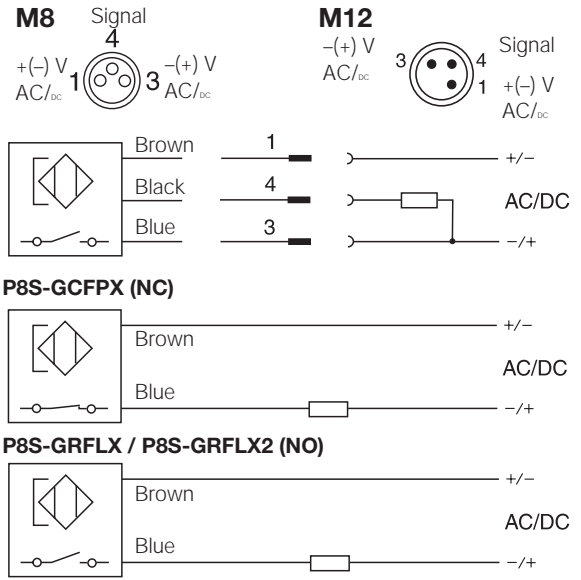 M8
Signal
4
+(–) V
AC/DC
1
3
–(+) V
AC/DC
M12
–(+) V
AC/DC
3
4
1
Signal
+(–) V
AC/DC
Brown
1
+/–
Black
4
AC/DC
Blue
3
–/+
P8S-GCFPX (NC)
+/–
Brown
AC/DC
Blue
–/+
P8S-GRFLX / P8S-GRFLX2 (NO)
+/–
Brown
AC/DC
Blue
–/+